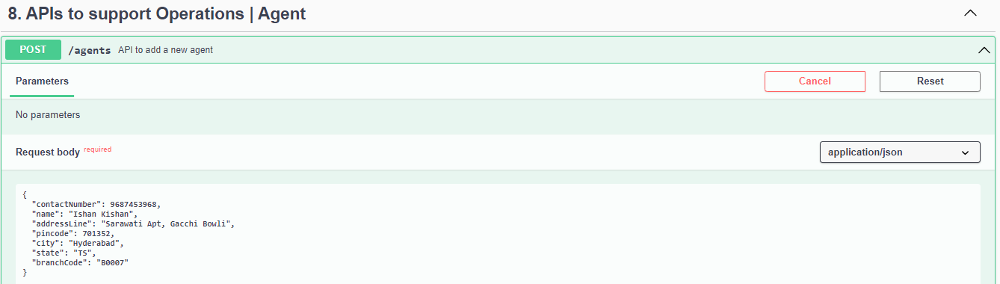 8. APIs to support Operations | Agent
POST /agents API to add a new agent
Parameters Cancel Reset
No parameters
Request body required application/json
{
"contactNumber": 9687453968,
"name": "Ishan Kishan",
"addressLine": "Sarawati Apt, Gacchi Bowli",
"pincode": 701352,
"city": "Hyderabad",
"state": "TS",
"branchCode": "B0007"
}